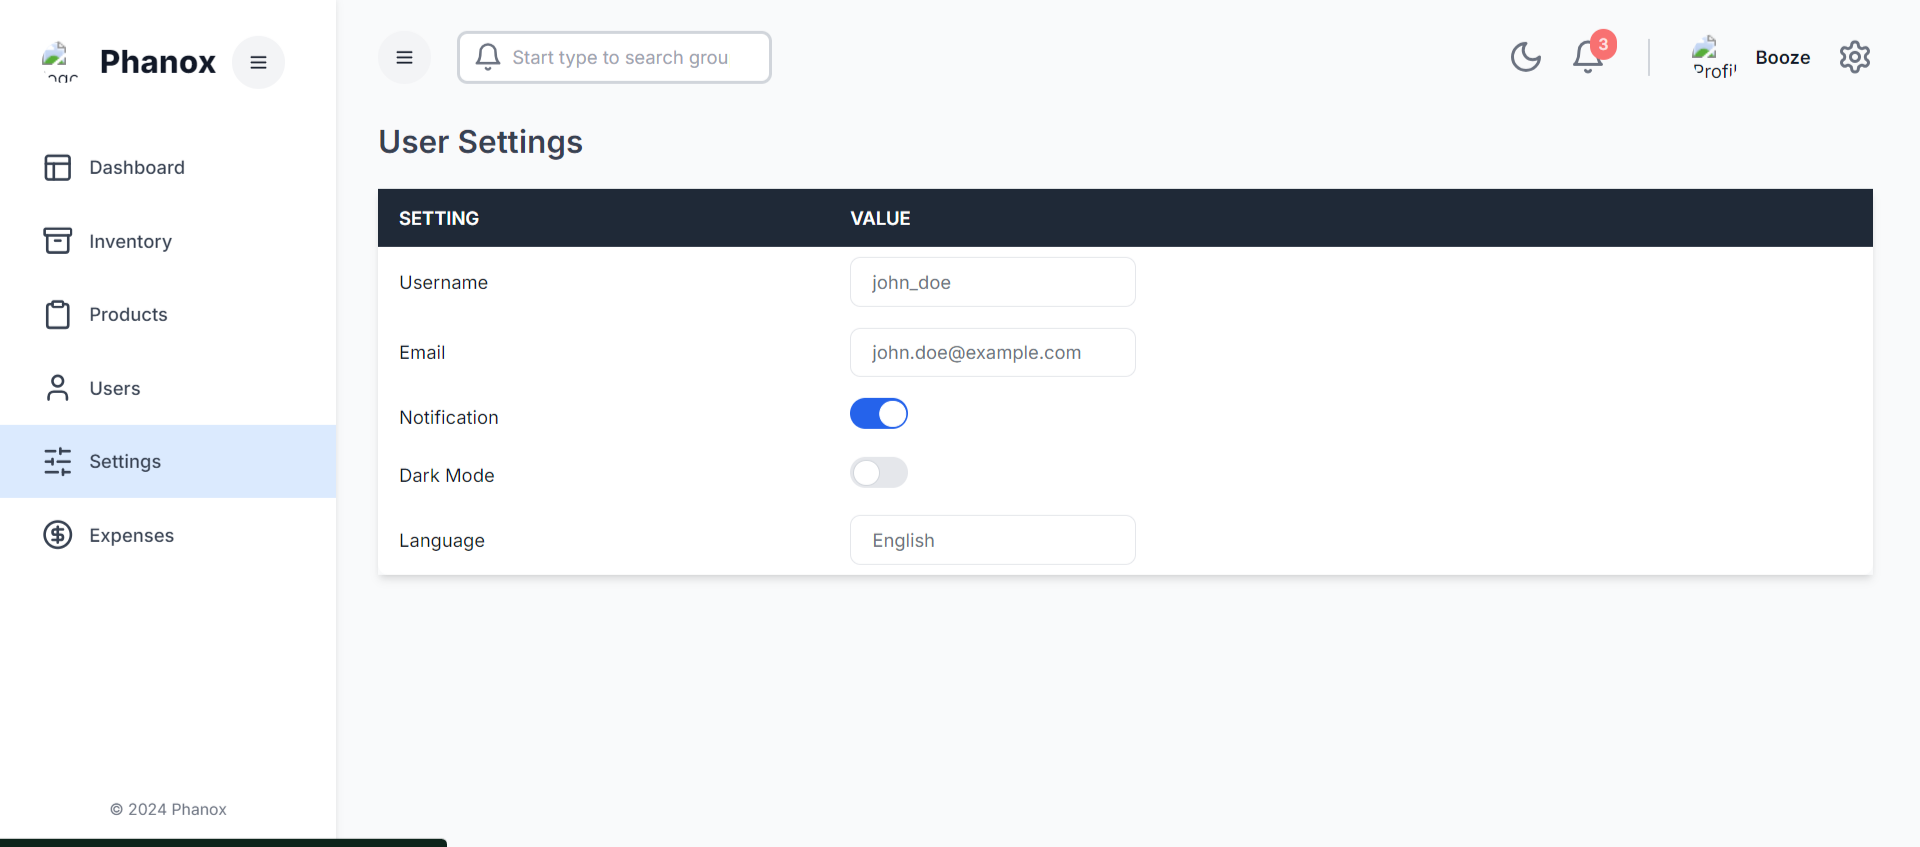 Phanox
Start type to search grou
3
Profil
Booze
Dashboard
Inventory
Products
Users
Settings
Expenses
© 2024 Phanox
User Settings
SETTING VALUE
Username john_doe
Email john.doe@example.com
Notification
Dark Mode
Language English